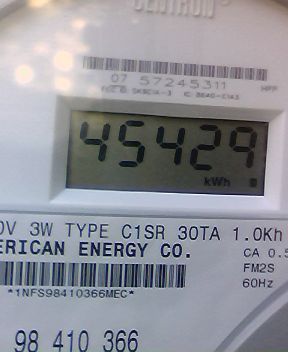 CENTRON
07 57245311
45429
kWh
3W TYPE C1SR 30TA 1.0Kh
ERICAN ENERGY CO.
CA 0.5
FM2S
60Hz
*1NFS98410366MEC*
98 410 366